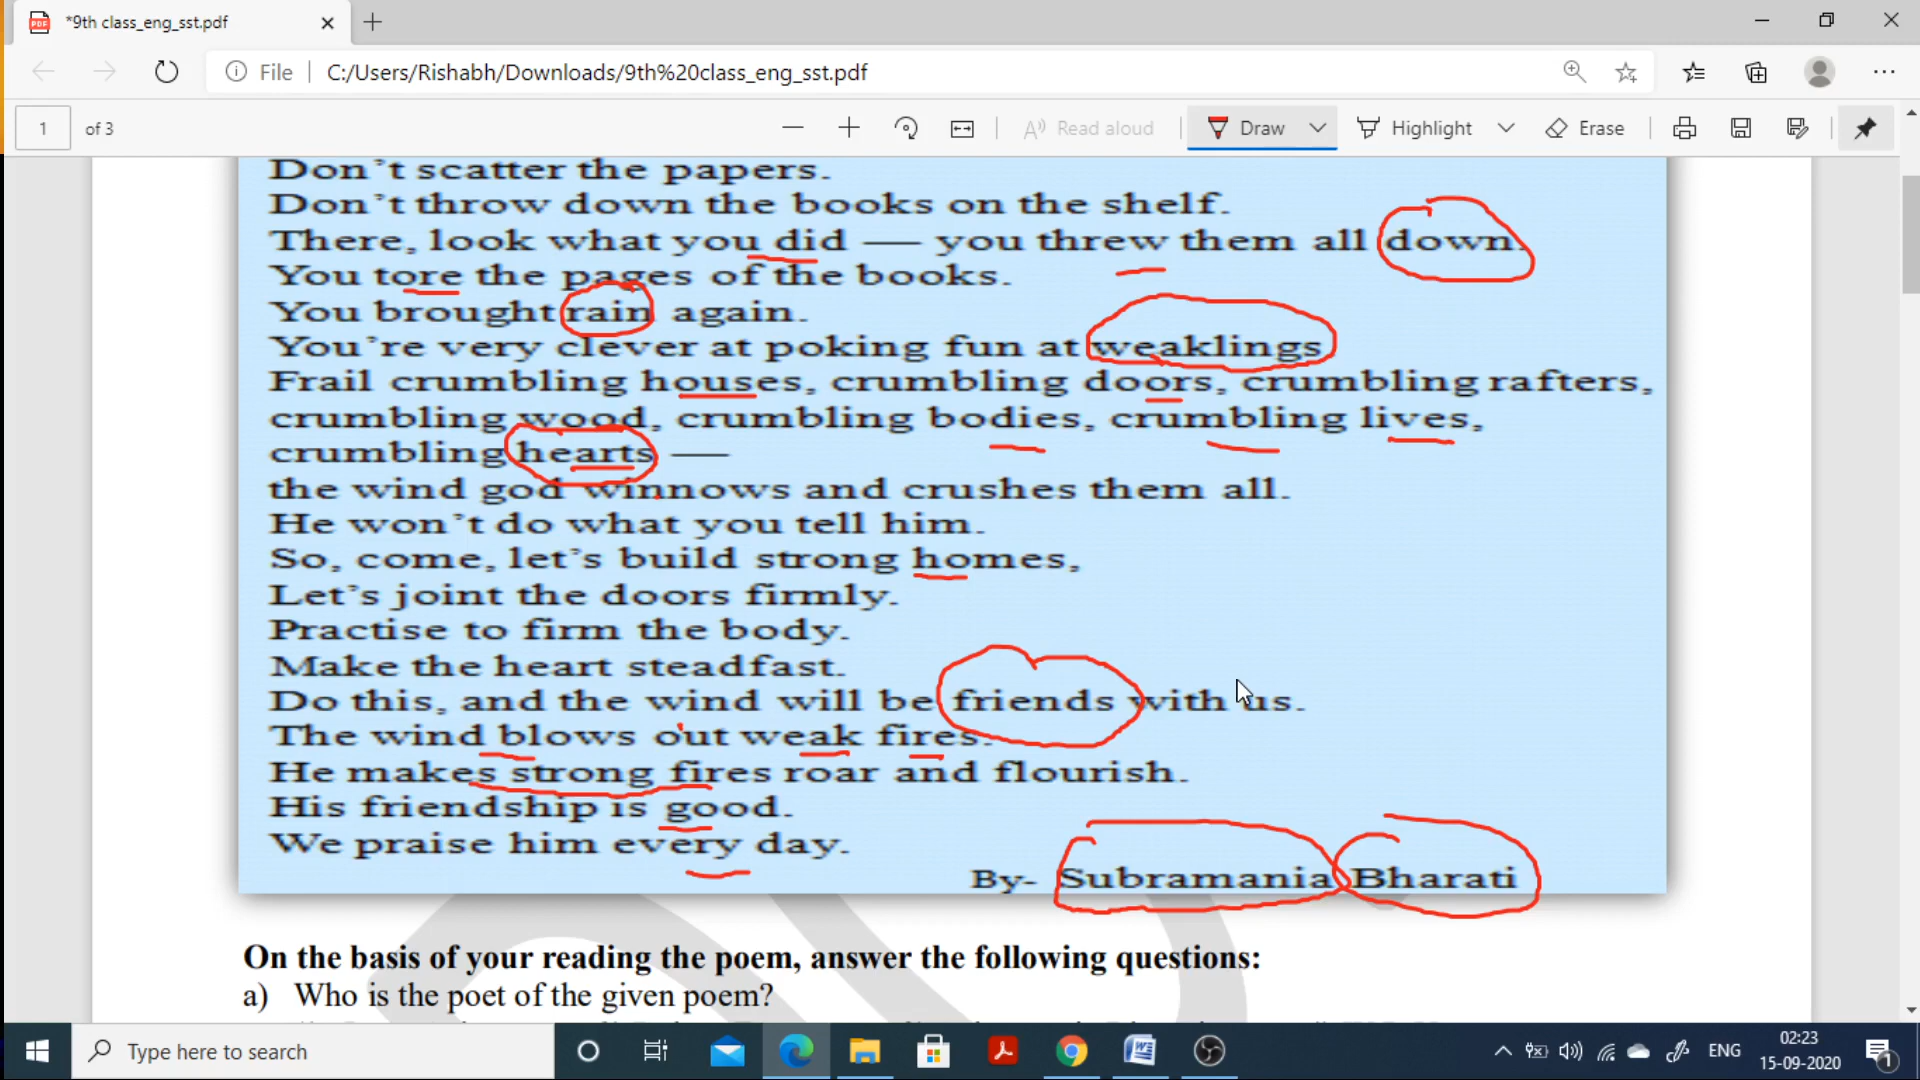 *9th class_eng_sst.pdf
File | C:/Users/Rishabh/Downloads/9th%20class_eng_sst.pdf
1 of 3 Read aloud Draw Highlight Erase
Don't scatter the papers.
Don't throw down the books on the shelf.
There, look what you did — you threw them all down.
You tore the pages of the books.
You brought rain again.
You're very clever at poking fun at weaklings
Frail crumbling houses, crumbling doors, crumbling rafters,
crumbling wood, crumbling bodies, crumbling lives,
crumbling hearts —
the wind god winnows and crushes them all.
He won't do what you tell him.
So, come, let's build strong homes,
Let's joint the doors firmly.
Practise to firm the body.
Make the heart steadfast.
Do this, and the wind will be friends with us.
The wind blows out weak fires.
He makes strong fires roar and flourish.
His friendship is good.
We praise him every day.
By- Subramania Bharati
On the basis of your reading the poem, answer the following questions:
a) Who is the poet of the given poem?
Type here to search
ENG
02:23
15-09-2020
1